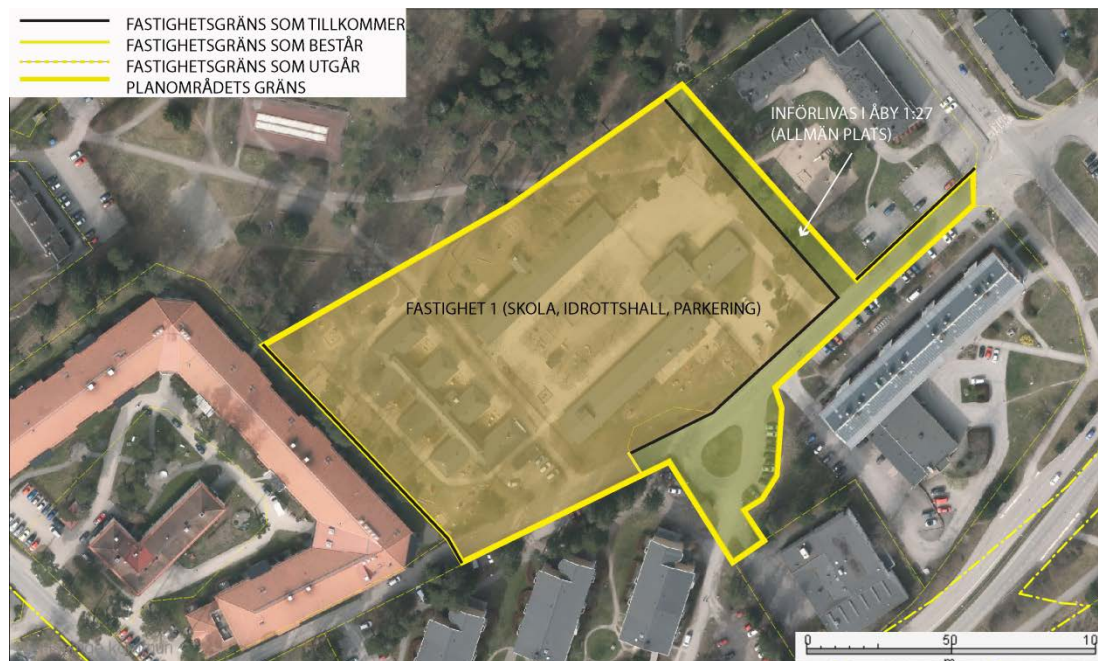 FASTIGHETSGRÄNS SOM TILLKOMMER
FASTIGHETSGRÄNS SOM BESTÅR
FASTIGHETSGRÄNS SOM UTGÅR
PLANOMRÅDETS GRÄNS
INFÖRLIVAS I ÅBY 1:27
(ALLMÄN PLATS)
FASTIGHET 1 (SKOLA, IDROTTSHALL, PARKERING)
0 50 10
m